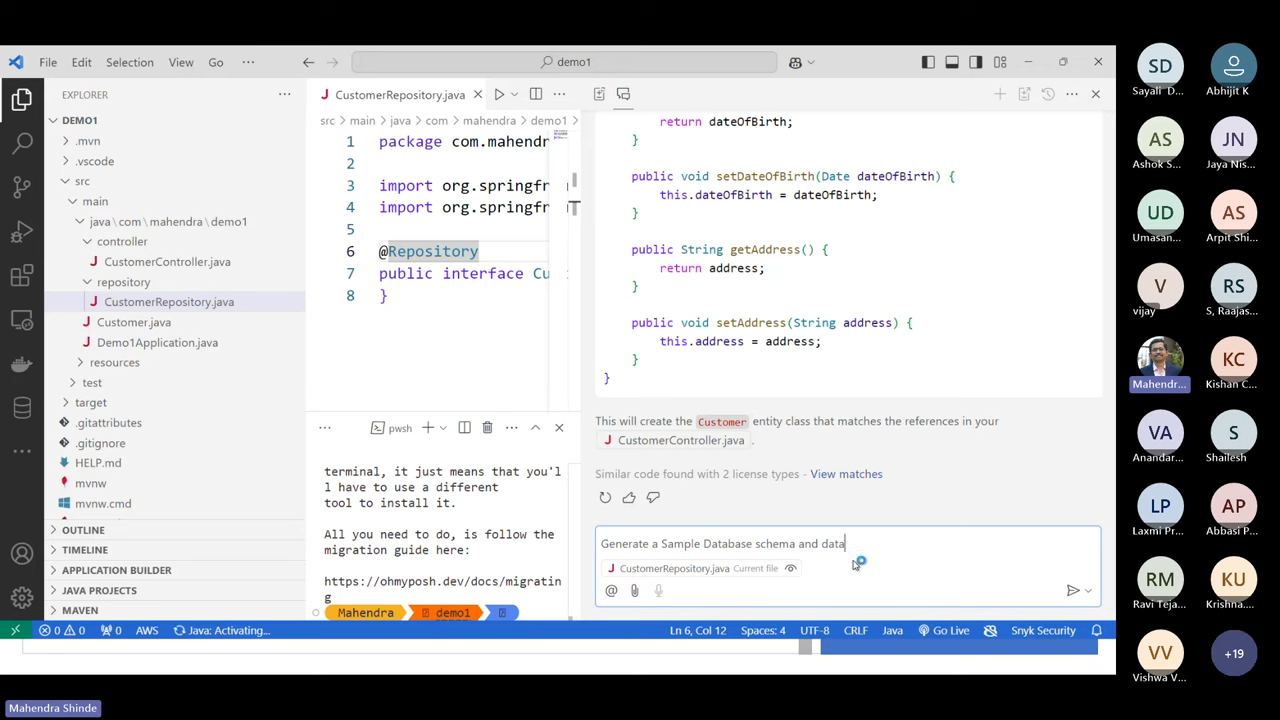 File Edit Selection View Go ··· demo1
EXPLORER ···
DEMO1
.mvn
.vscode
src
main
java\com\mahendra\demo1
controller
CustomerController.java
repository
CustomerRepository.java
Customer.java
Demo1Application.java
resources
test
target
.gitattributes
.gitignore
HELP.md
mvnw
mvnw.cmd
OUTLINE
TIMELINE
APPLICATION BUILDER
JAVA PROJECTS
MAVEN
CustomerRepository.java
src > main > java > com > mahendra > demo1 >
1 package com.mahendr
2
3 import org.springfr
4 import org.springfr
5
6 @Repository
7 public interface Cu
8 }
pwsh
terminal, it just means that you'l
l have to use a different
tool to install it.
All you need to do, is follow the
migration guide here:
https://ohmyposh.dev/docs/migratin
g
Mahendra demo1
return dateOfBirth;
}
public void setDateOfBirth(Date dateOfBirth) {
this.dateOfBirth = dateOfBirth;
}
public String getAddress() {
return address;
}
public void setAddress(String address) {
this.address = address;
}
}
This will create the Customer entity class that matches the references in your
CustomerController.java .
Similar code found with 2 license types - View matches
Generate a Sample Database schema and data
CustomerRepository.java Current file
0 0 0 AWS Java: Activating... Ln 6, Col 12 Spaces: 4 UTF-8 CRLF Java Go Live Snyk Security
SD
Sayali D...
Abhijit K
AS
Ashok S...
JN
Jaya Nis...
UD
Umasan...
AS
Arpit Shi...
V
vijay
RS
S, Raajas...
Mahendr...
KC
Kishan C...
VA
Anandar...
S
Shailesh
LP
Laxmi Pr...
AP
Abbasi P...
RM
Ravi Teja...
KU
Krishna...
VV
Vishwa V...
+19
Mahendra Shinde